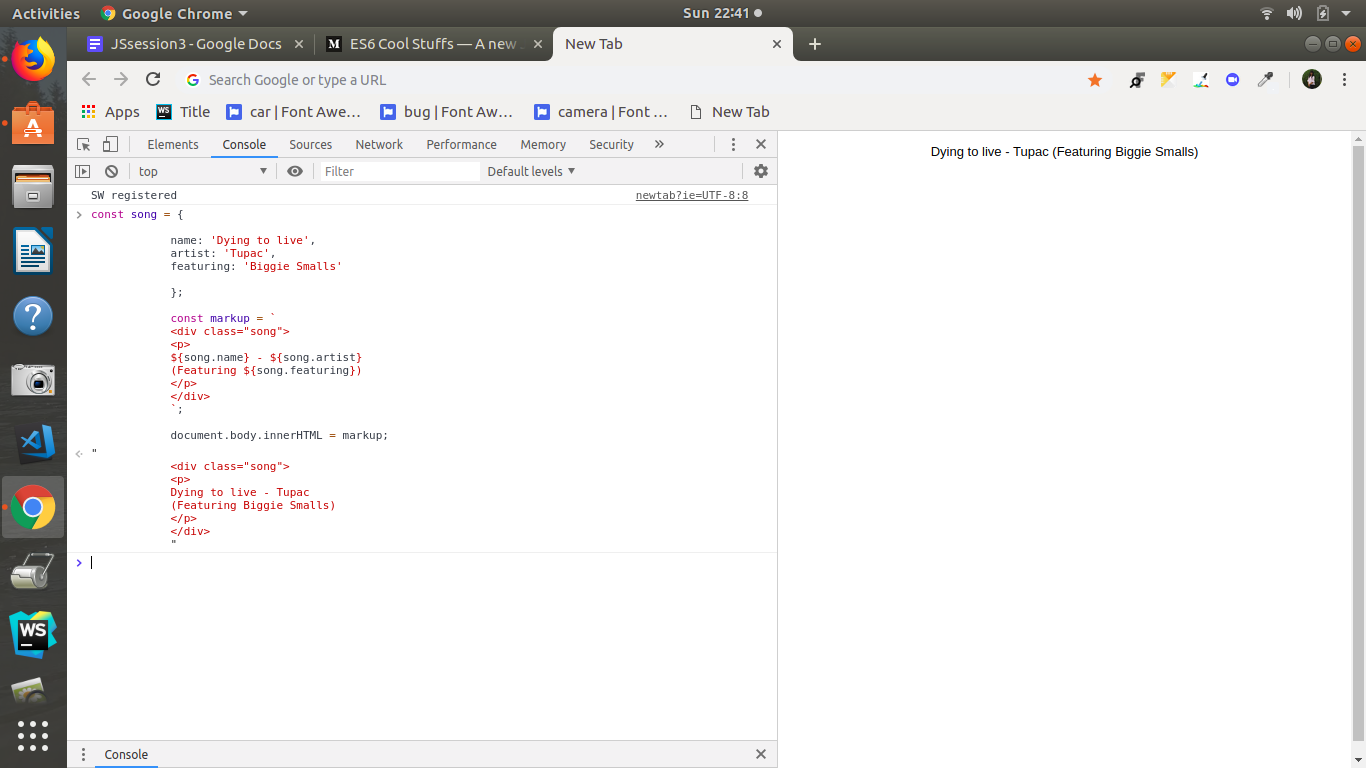 Activities Google Chrome Sun 22:41
JSsession3 - Google Docs ES6 Cool Stuffs — A new New Tab
Search Google or type a URL
Apps WS Title car | Font Awe… bug | Font Aw… camera | Font … New Tab
Elements Console Sources Network Performance Memory Security »
top Filter Default levels
SW registered newtab?ie=UTF-8:8
const song = {
name: 'Dying to live',
artist: 'Tupac',
featuring: 'Biggie Smalls'
};
const markup = `
<div class="song">
<p>
${song.name} - ${song.artist}
(Featuring ${song.featuring})
</p>
</div>
`;
document.body.innerHTML = markup;
"
<div class="song">
<p>
Dying to live - Tupac
(Featuring Biggie Smalls)
</p>
</div>
"
Console
Dying to live - Tupac (Featuring Biggie Smalls)
WS